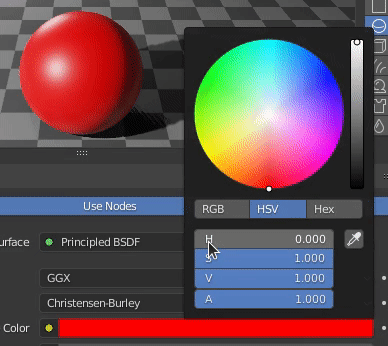 RGB HSV Hex
H 0.000
S 1.000
V 1.000
A 1.000
Use Nodes
urface Principled BSDF
GGX
Christensen-Burley
Color